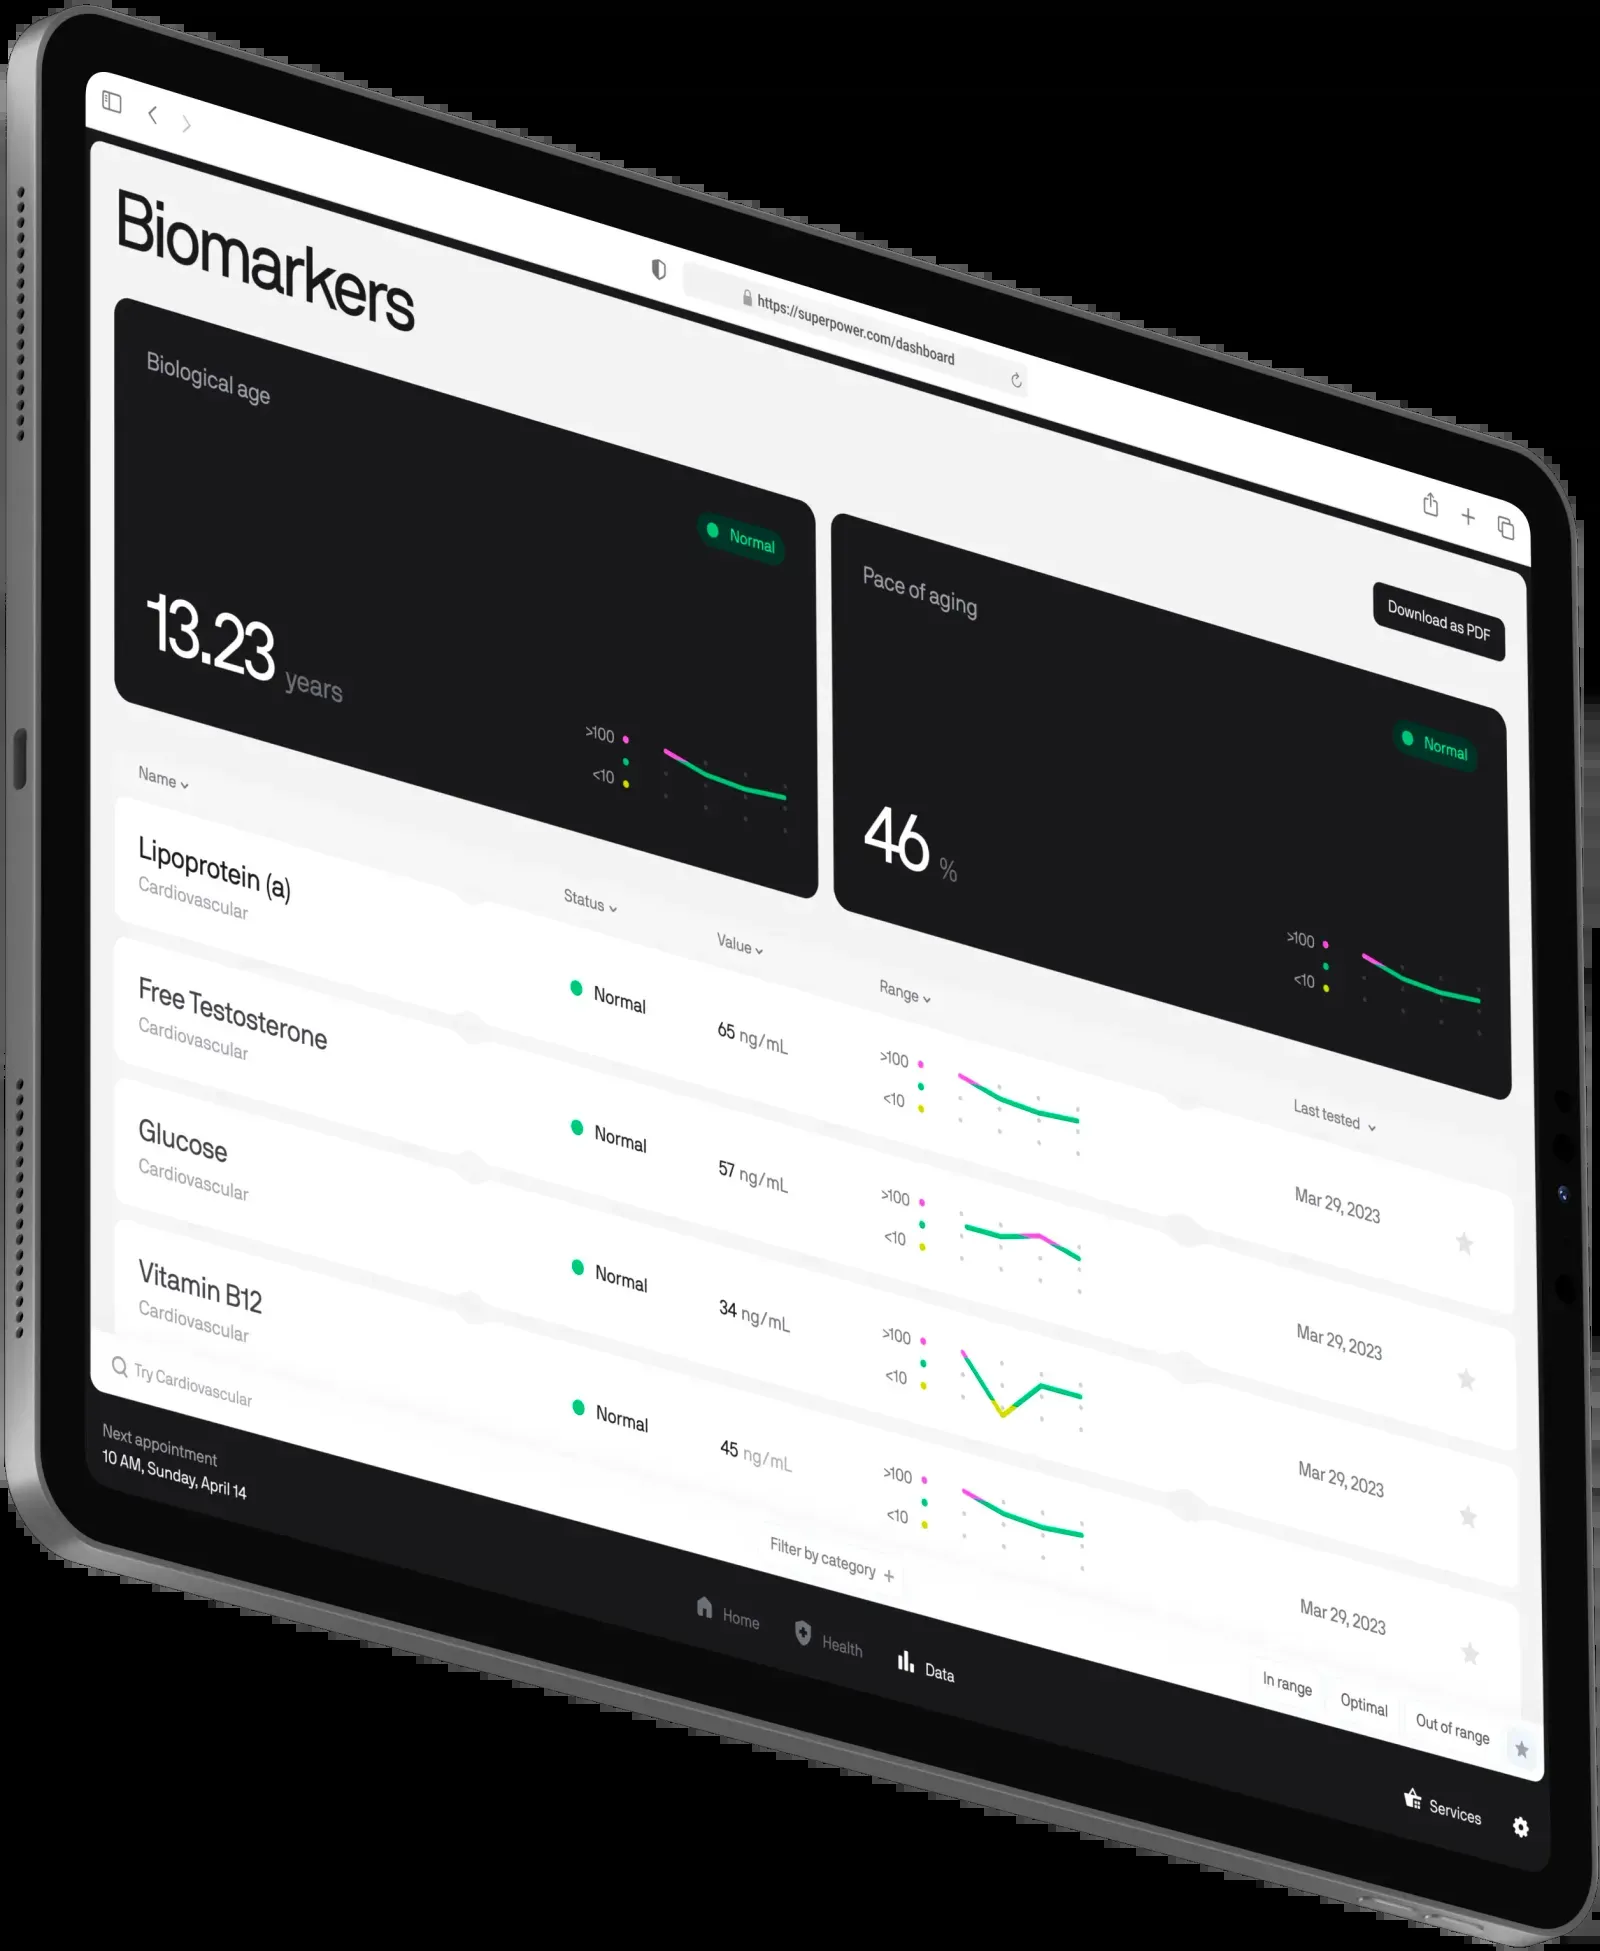 https://superpower.com/dashboard
Biomarkers
Download as PDF
Biological age
Normal
13.23 years
>100
<10
Pace of aging
Normal
46 %
>100
<10
Name
Status
Value
Range
Last tested
Lipoprotein (a)
Cardiovascular
Normal
65 ng/mL
>100
<10
Mar 29, 2023
Free Testosterone
Cardiovascular
Normal
57 ng/mL
>100
<10
Mar 29, 2023
Glucose
Cardiovascular
Normal
34 ng/mL
>100
<10
Mar 29, 2023
Vitamin B12
Cardiovascular
Normal
45 ng/mL
>100
<10
Mar 29, 2023
Try Cardiovascular
Filter by category +
In range
Optimal
Out of range
Next appointment
10 AM, Sunday, April 14
Home
Health
Data
Services